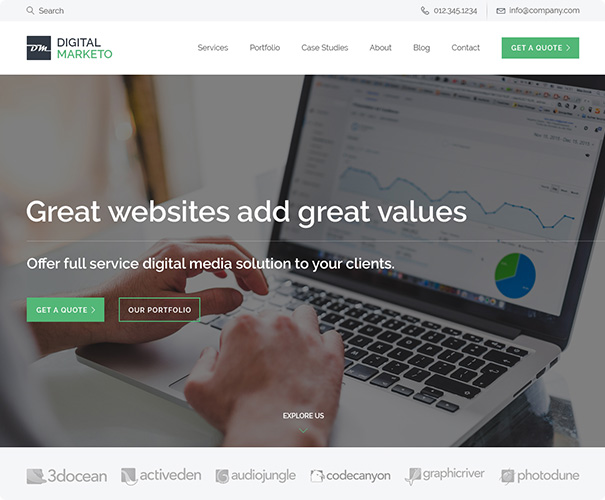 Search
012.345.1234
info@company.com
DM
DIGITAL
MARKETO
Services
Portfolio
Case Studies
About
Blog
Contact
GET A QUOTE
Great websites add great values
Offer full service digital media solution to your clients.
GET A QUOTE
OUR PORTFOLIO
EXPLORE US
3docean
activeden
audiojungle
codecanyon
graphicriver
photodune